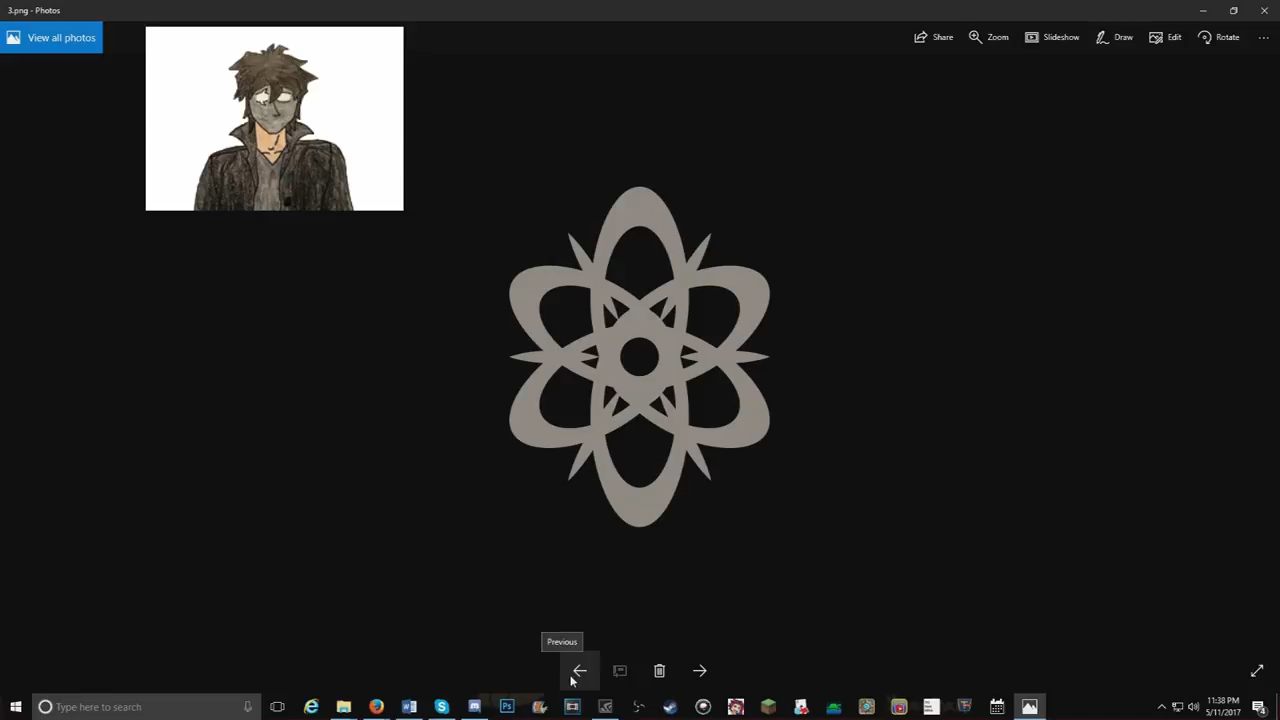 3.png - Photos
View all photos
Share
Zoom
Slideshow
Draw
Edit
Rotate
Previous
Type here to search
11:38 PM
5/11/2017